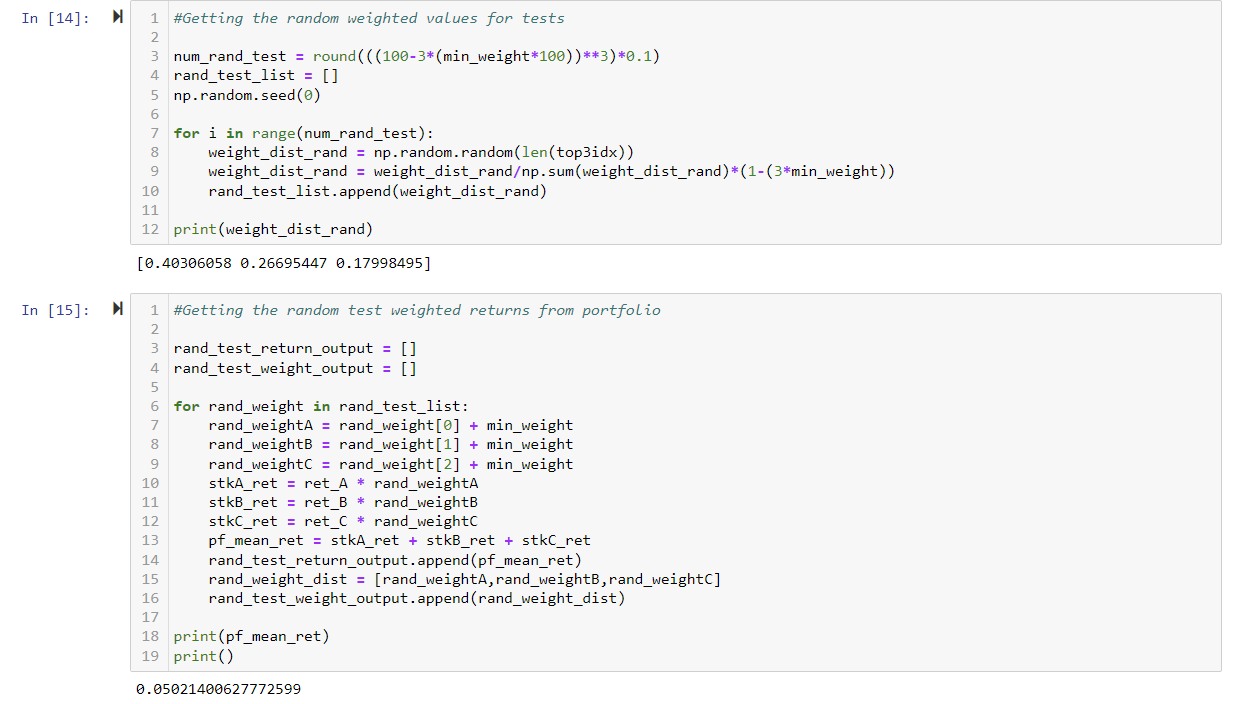 In [14]:
1 #Getting the random weighted values for tests
2
3 num_rand_test = round(((100-3*(min_weight*100))**3)*0.1)
4 rand_test_list = []
5 np.random.seed(0)
6
7 for i in range(num_rand_test):
8     weight_dist_rand = np.random.random(len(top3idx))
9     weight_dist_rand = weight_dist_rand/np.sum(weight_dist_rand)*(1-(3*min_weight))
10     rand_test_list.append(weight_dist_rand)
11
12 print(weight_dist_rand)
[0.40306058 0.26695447 0.17998495]
In [15]:
1 #Getting the random test weighted returns from portfolio
2
3 rand_test_return_output = []
4 rand_test_weight_output = []
5
6 for rand_weight in rand_test_list:
7     rand_weightA = rand_weight[0] + min_weight
8     rand_weightB = rand_weight[1] + min_weight
9     rand_weightC = rand_weight[2] + min_weight
10     stkA_ret = ret_A * rand_weightA
11     stkB_ret = ret_B * rand_weightB
12     stkC_ret = ret_C * rand_weightC
13     pf_mean_ret = stkA_ret + stkB_ret + stkC_ret
14     rand_test_return_output.append(pf_mean_ret)
15     rand_weight_dist = [rand_weightA,rand_weightB,rand_weightC]
16     rand_test_weight_output.append(rand_weight_dist)
17
18 print(pf_mean_ret)
19 print()
0.05021400627772599